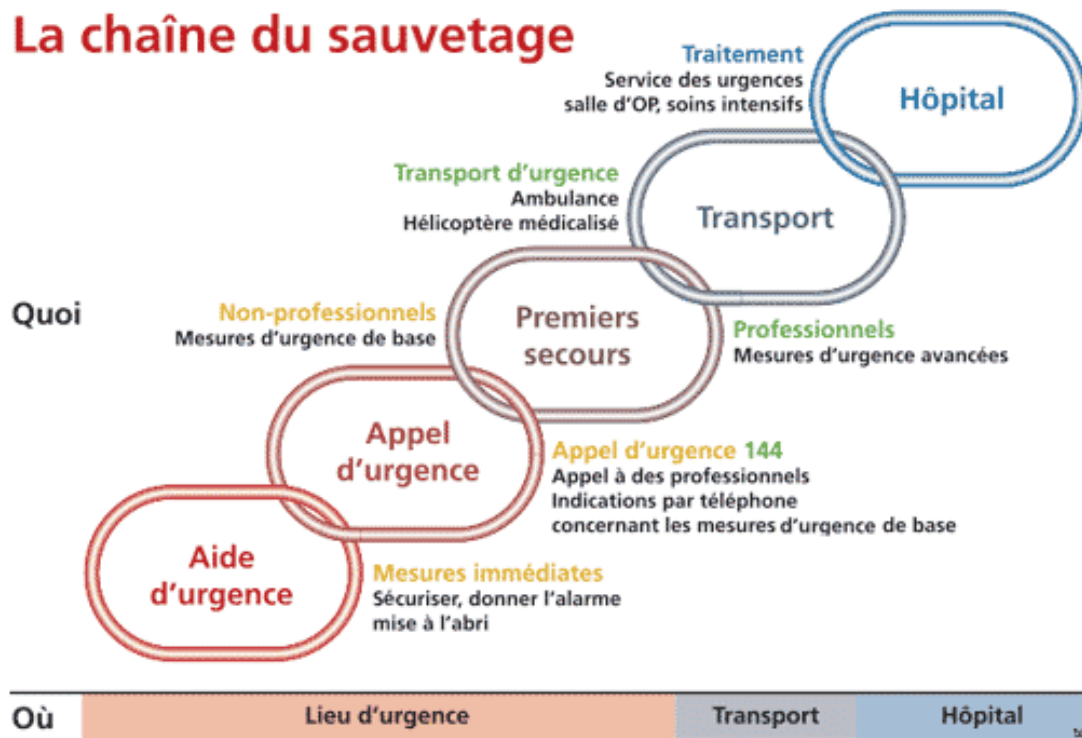 La chaîne du sauvetage
Traitement
Service des urgences
salle d'OP, soins intensifs
Hôpital
Transport d'urgence
Ambulance
Hélicoptère médicalisé
Transport
Quoi
Non-professionnels
Mesures d'urgence de base
Premiers
secours
Professionnels
Mesures d'urgence avancées
Appel
d'urgence
Appel d'urgence 144
Appel à des professionnels
Indications par téléphone
concernant les mesures d'urgence de base
Aide
d'urgence
Mesures immédiates
Sécuriser, donner l'alarme
mise à l'abri
Où
Lieu d'urgence
Transport
Hôpital